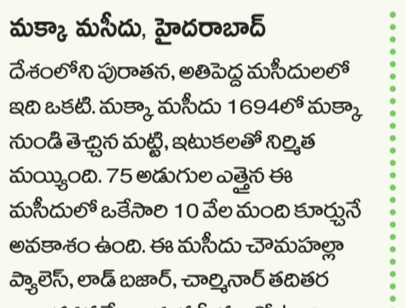 మక్కా మసీదు, హైదరాబాద్
దేశంలోని పురాతన, అతిపెద్ద మసీదులలో
ఇది ఒకటి. మక్కా మసీదు 1694లో మక్కా
నుండి తెచ్చిన మట్టి, ఇటుకలతో నిర్మిత
మయ్యింది. 75 అడుగుల ఎత్తైన ఈ
మసీదులో ఒకేసారి 10 వేల మంది కూర్చునే
అవకాశం ఉంది. ఈ మసీదు చౌమహల్లా
ప్యాలెస్, లాడ్ బజార్, చార్మినార్ తదితర